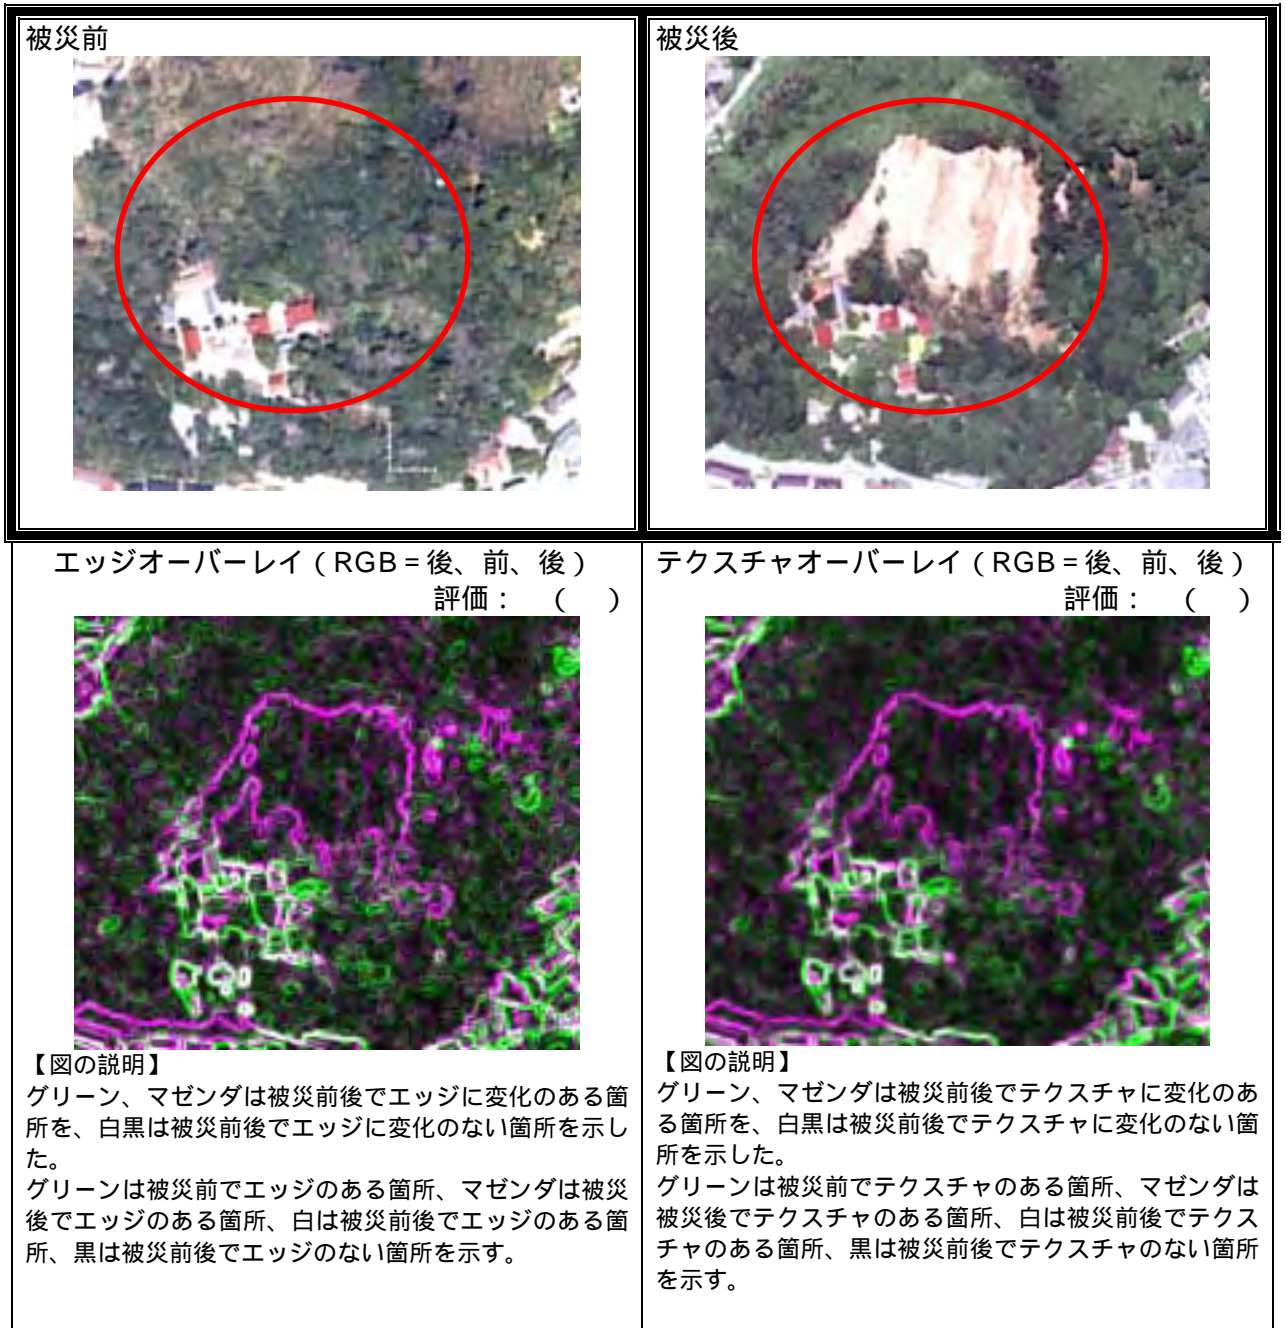 被災前
被災後
エッジオーバーレイ（RGB＝後、前、後）
評価：　（　）
テクスチャオーバーレイ（RGB＝後、前、後）
評価：　（　）
【図の説明】
グリーン、マゼンダは被災前後でエッジに変化のある箇
所を、白黒は被災前後でエッジに変化のない箇所を示し
た。
グリーンは被災前でエッジのある箇所、マゼンダは被災
後でエッジのある箇所、白は被災前後でエッジのある箇
所、黒は被災前後でエッジのない箇所を示す。
【図の説明】
グリーン、マゼンダは被災前後でテクスチャに変化のあ
る箇所を、白黒は被災前後でテクスチャに変化のない箇
所を示した。
グリーンは被災前でテクスチャのある箇所、マゼンダは
被災後でテクスチャのある箇所、白は被災前後でテクス
チャのある箇所、黒は被災前後でテクスチャのない箇所
を示す。